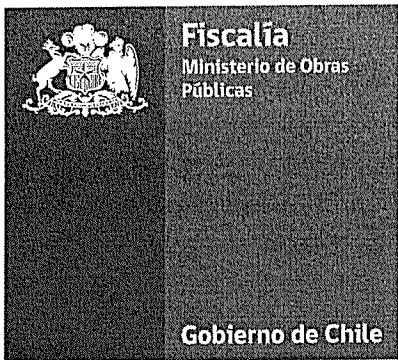 Fiscalía
Ministerio de Obras
Públicas
Gobierno de Chile